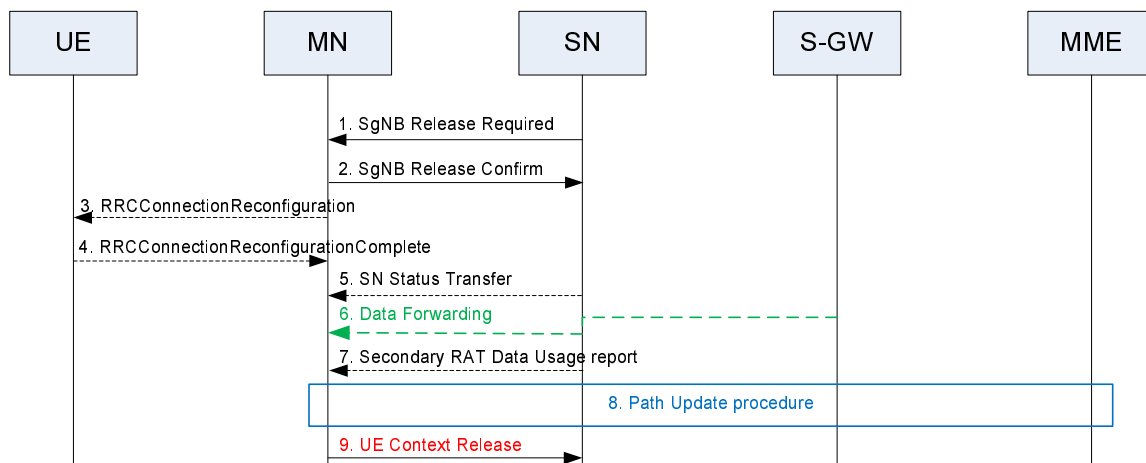 UE
MN
SN
S-GW
MME
1. SgNB Release Required
2. SgNB Release Confirm
3. RRCConnectionReconfiguration
4. RRCConnectionReconfigurationComplete
5. SN Status Transfer
6. Data Forwarding
7. Secondary RAT Data Usage report
8. Path Update procedure
9. UE Context Release